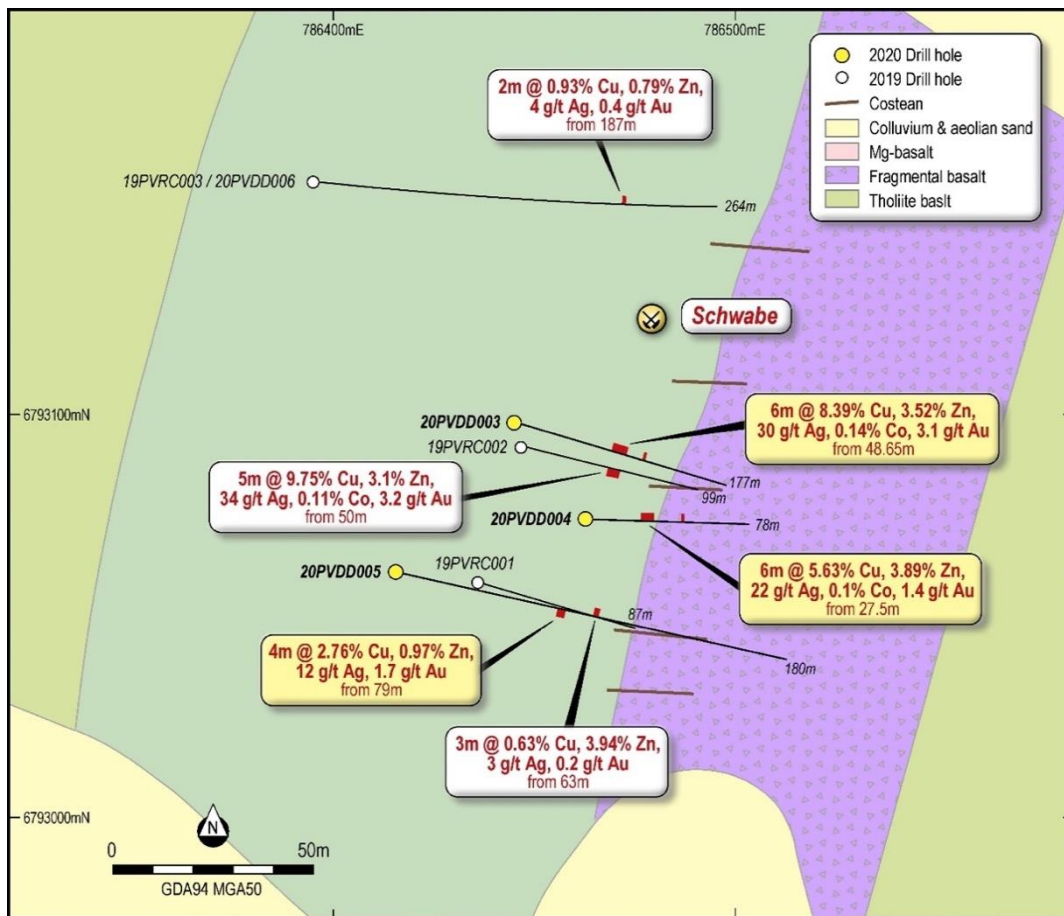 786400mE
786500mE
2020 Drill hole
2019 Drill hole
Costean
Colluvium & aeolian sand
Mg-basalt
Fragmental basalt
Tholiite baslt
2m @ 0.93% Cu, 0.79% Zn,
4 g/t Ag, 0.4 g/t Au
from 187m
19PVRC003 / 20PVDD006
264m
Schwabe
6793100mN
20PVDD003
19PVRC002
6m @ 8.39% Cu, 3.52% Zn,
30 g/t Ag, 0.14% Co, 3.1 g/t Au
from 48.65m
5m @ 9.75% Cu, 3.1% Zn,
34 g/t Ag, 0.11% Co, 3.2 g/t Au
from 50m
177m
99m
20PVDD004
78m
20PVDD005
19PVRC001
6m @ 5.63% Cu, 3.89% Zn,
22 g/t Ag, 0.1% Co, 1.4 g/t Au
from 27.5m
87m
180m
4m @ 2.76% Cu, 0.97% Zn,
12 g/t Ag, 1.7 g/t Au
from 79m
3m @ 0.63% Cu, 3.94% Zn,
3 g/t Ag, 0.2 g/t Au
from 63m
6793000mN
N
0 50m
GDA94 MGA50